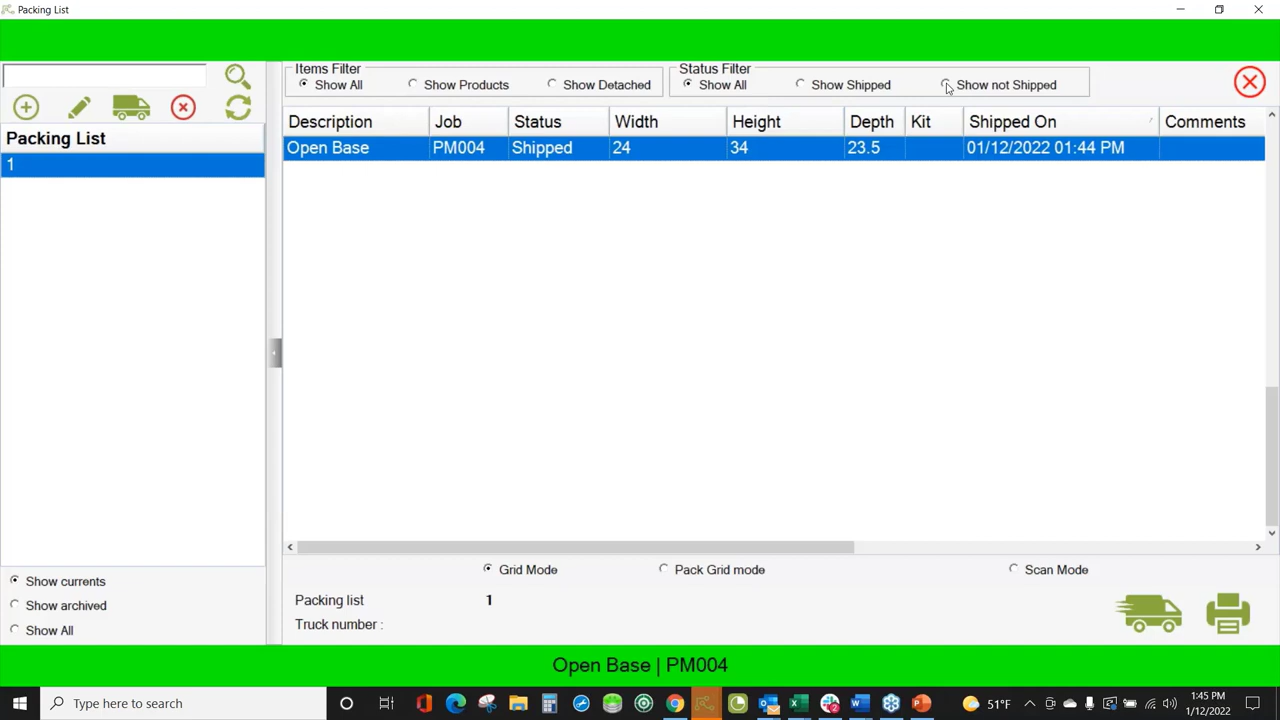 Packing List
Items Filter
Show All Show Products Show Detached
Status Filter
Show All Show Shipped Show not Shipped
Packing List
1
Description Job Status Width Height Depth Kit Shipped On Comments
Open Base PM004 Shipped 24 34 23.5 01/12/2022 01:44 PM
Show currents
Show archived
Show All
Grid Mode Pack Grid mode Scan Mode
Packing list 1
Truck number :
Open Base | PM004
Type here to search
51°F
1:45 PM
1/12/2022